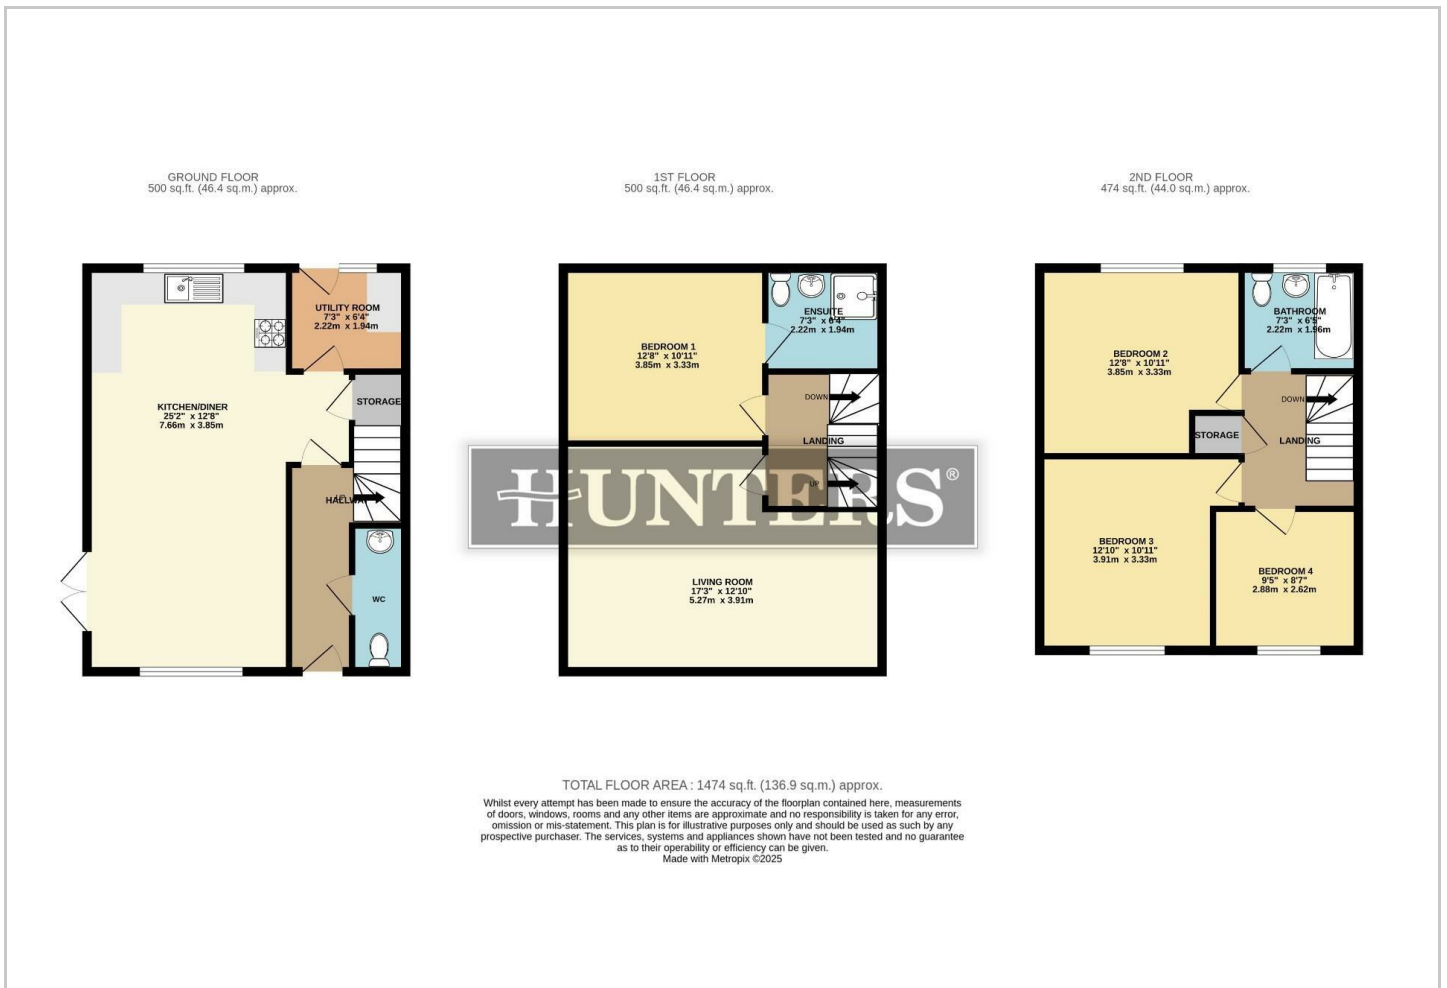 GROUND FLOOR
500 sq.ft. (46.4 sq.m.) approx.
1ST FLOOR
500 sq.ft. (46.4 sq.m.) approx.
2ND FLOOR
474 sq.ft. (44.0 sq.m.) approx.
UTILITY ROOM
7'3" x 6'4"
2.22m x 1.94m
STORAGE
KITCHEN/DINER
25'2" x 12'8"
7.66m x 3.85m
HALLWAY
UP
WC
ENSUITE
7'3" x 6'4"
2.22m x 1.94m
BEDROOM 1
12'8" x 10'11"
3.85m x 3.33m
DOWN
LANDING
UP
HUNTERS®
LIVING ROOM
17'3" x 12'10"
5.27m x 3.91m
BATHROOM
7'3" x 6'5"
2.22m x 1.96m
BEDROOM 2
12'8" x 10'11"
3.85m x 3.33m
DOWN
STORAGE
LANDING
BEDROOM 3
12'10" x 10'11"
3.91m x 3.33m
BEDROOM 4
9'5" x 8'7"
2.88m x 2.62m
TOTAL FLOOR AREA : 1474 sq.ft. (136.9 sq.m.) approx.
Whilst every attempt has been made to ensure the accuracy of the floorplan contained here, measurements
of doors, windows, rooms and any other items are approximate and no responsibility is taken for any error,
omission or mis-statement. This plan is for illustrative purposes only and should be used as such by any
prospective purchaser. The services, systems and appliances shown have not been tested and no guarantee
as to their operability or efficiency can be given.
Made with Metropix ©2025